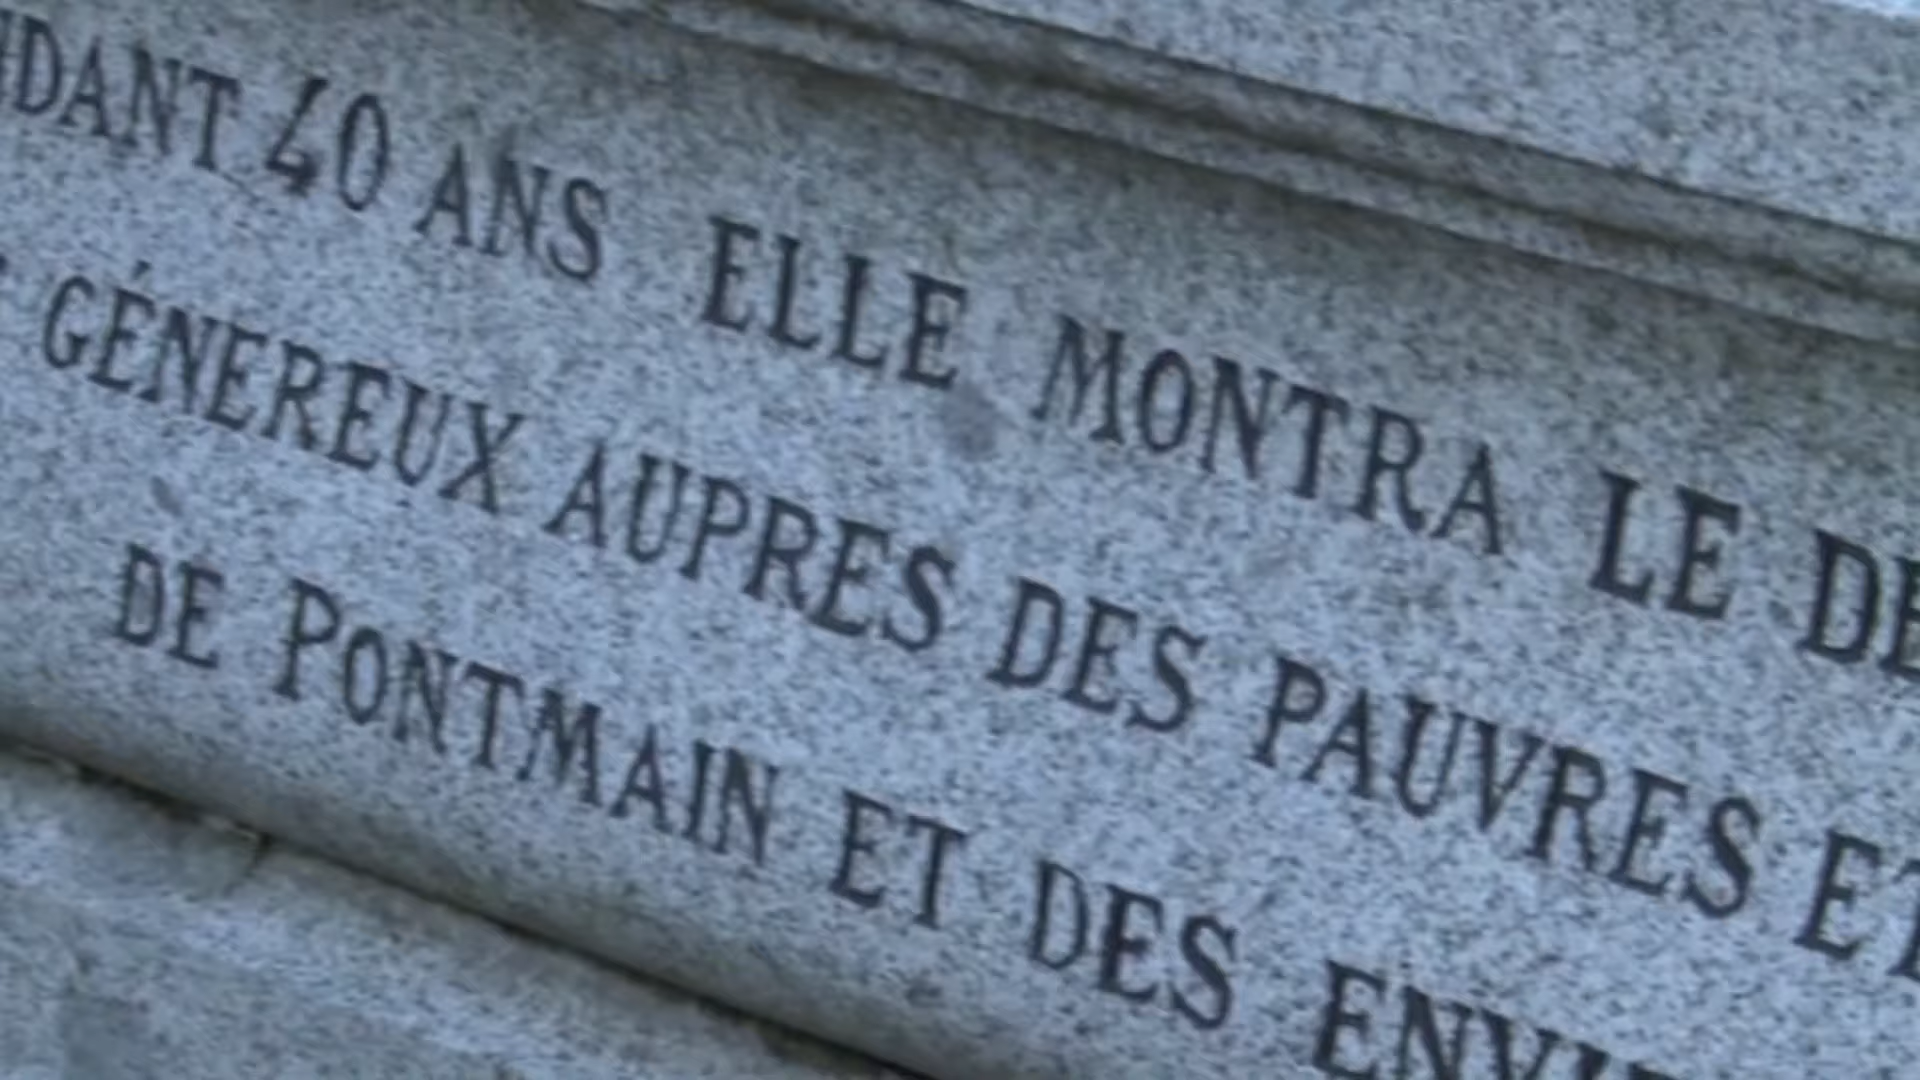 NDANT 40 ANS ELLE MONTRA LE DE
GÉNEREUX AUPRES DES PAUVRES ET
DE PONTMAIN ET DES ENVI